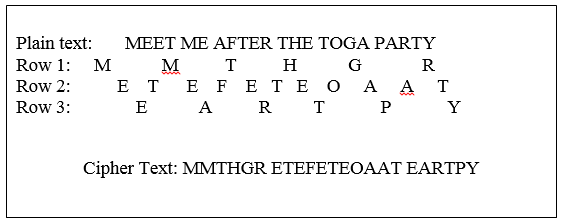 Plain text: MEET ME AFTER THE TOGA PARTY
Row 1: M M T H G R
Row 2: E T E F E T E O A A T
Row 3: E A R T P Y
Cipher Text: MMTHGR ETEFETEOAAT EARTPY